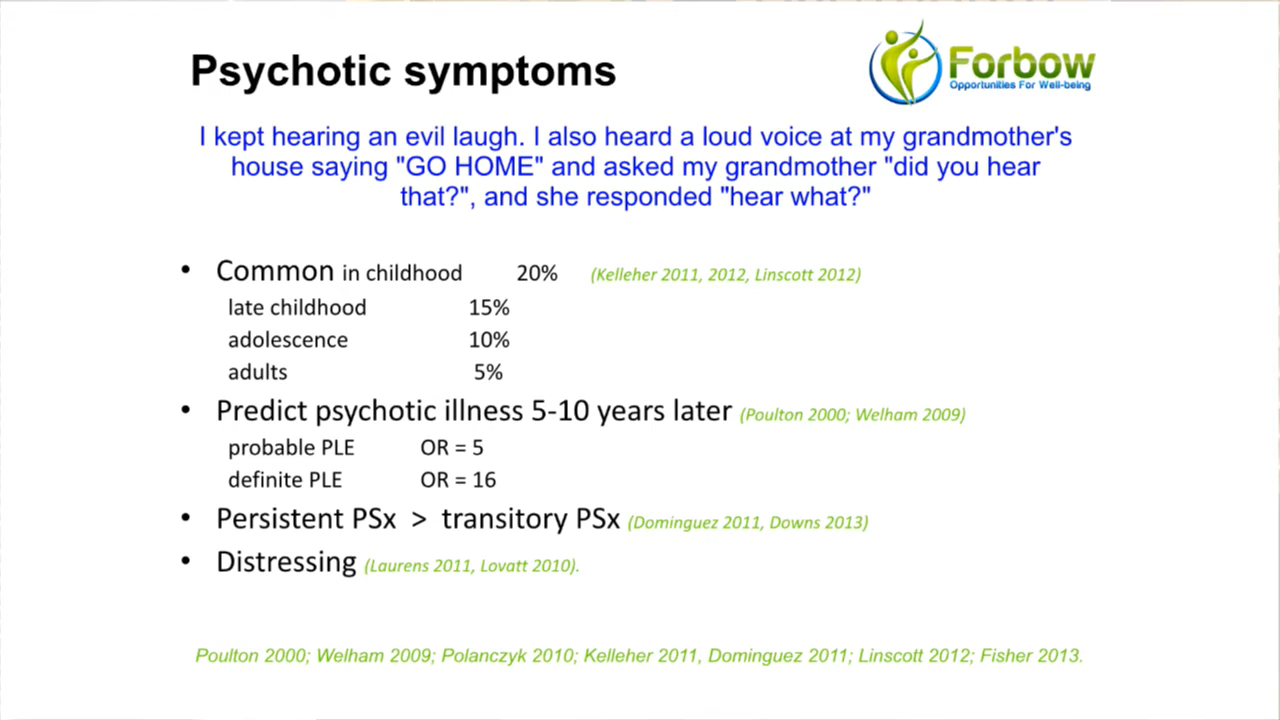 Psychotic symptoms
Forbow
Opportunities For Well-being
I kept hearing an evil laugh. I also heard a loud voice at my grandmother's
house saying "GO HOME" and asked my grandmother "did you hear
that?", and she responded "hear what?"
• Common in childhood 20% (Kelleher 2011, 2012, Linscott 2012)
late childhood 15%
adolescence 10%
adults 5%
• Predict psychotic illness 5-10 years later (Poulton 2000; Welham 2009)
probable PLE OR = 5
definite PLE OR = 16
• Persistent PSx > transitory PSx (Dominguez 2011, Downs 2013)
• Distressing (Laurens 2011, Lovatt 2010).
Poulton 2000; Welham 2009; Polanczyk 2010; Kelleher 2011, Dominguez 2011; Linscott 2012; Fisher 2013.